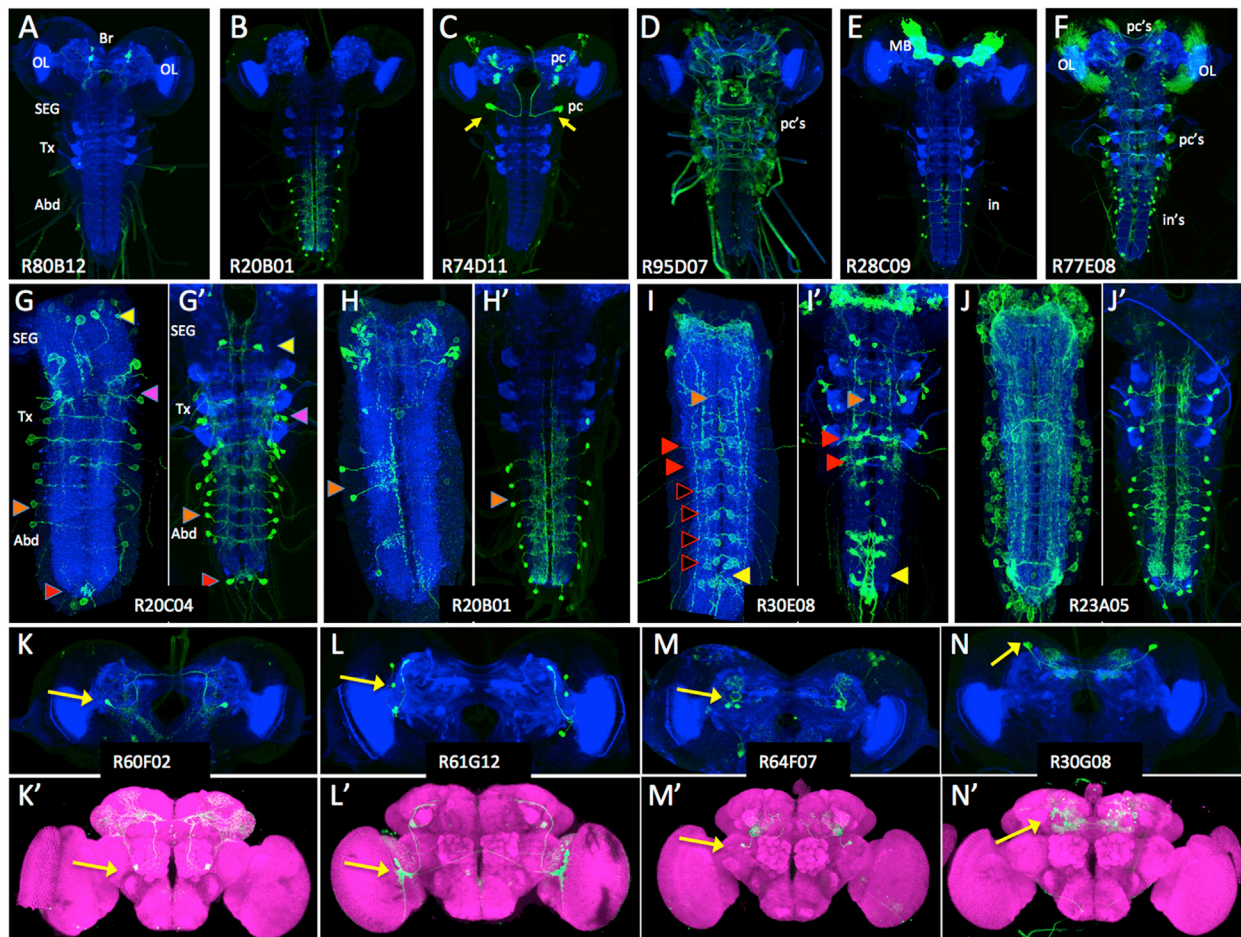 A
Br
OL
OL
SEG
Tx
Abd
R80B12
B
R20B01
C
pc
pc
R74D11
D
pc's
R95D07
E
MB
in
R28C09
F
pc's
OL
OL
pc's
in's
R77E08
G
SEG
Tx
Abd
G'
SEG
Tx
Abd
R20C04
H
H'
R20B01
I
I'
R30E08
J
J'
R23A05
K
R60F02
L
R61G12
M
R64F07
N
R30G08
K'
L'
M'
N'